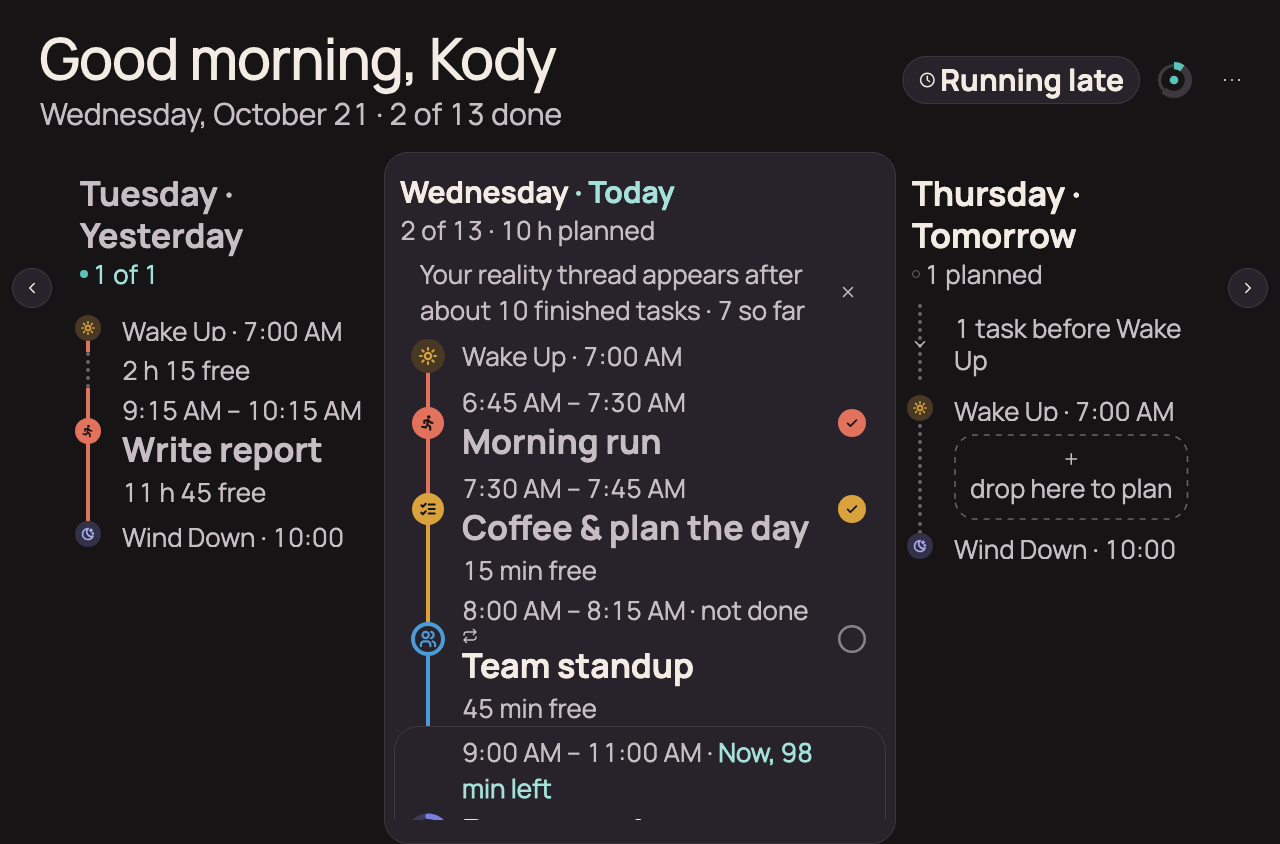 Good morning, Kody
Wednesday, October 21 · 2 of 13 done
Running late
Tuesday ·
Yesterday
1 of 1
Wake Up · 7:00 AM
2 h 15 free
9:15 AM – 10:15 AM
Write report
11 h 45 free
Wind Down · 10:00
Wednesday · Today
2 of 13 · 10 h planned
Your reality thread appears after
about 10 finished tasks · 7 so far
Wake Up · 7:00 AM
6:45 AM – 7:30 AM
Morning run
7:30 AM – 7:45 AM
Coffee & plan the day
15 min free
8:00 AM – 8:15 AM · not done
Team standup
45 min free
9:00 AM – 11:00 AM · Now, 98
min left
Thursday ·
Tomorrow
1 planned
1 task before Wake
Up
Wake Up · 7:00 AM
+
drop here to plan
Wind Down · 10:00